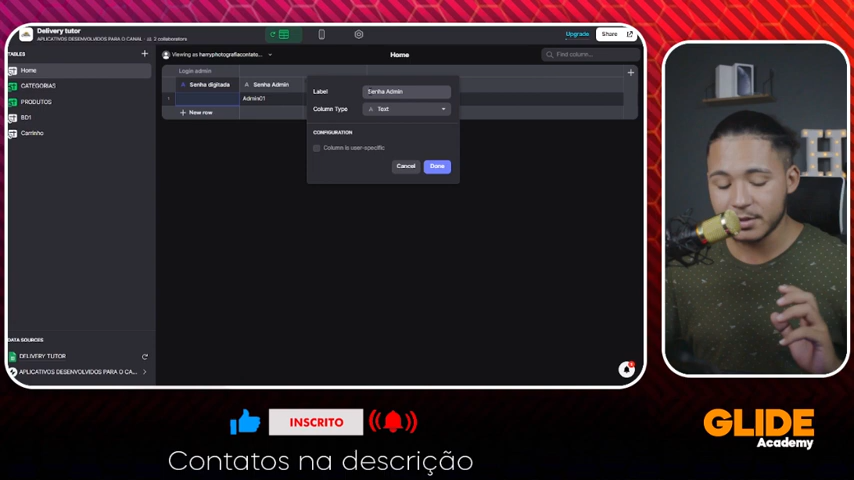 Delivery tutor
APLICATIVOS DESENVOLVIDOS PARA O CANAL · 2 collaborators
Upgrade
Share
TABLES
Home
CATEGORIAS
PRODUTOS
BD1
Carrinho
DATA SOURCES
DELIVERY TUTOR
APLICATIVOS DESENVOLVIDOS PARA O CA...
Viewing as harryphotografiacontato...
Home
Find column...
Login admin
A Senha digitada
A Senha Admin
Admin01
New row
Label
Senha Admin
Column Type
A Text
CONFIGURATION
Column is user-specific
Cancel
Done
H
INSCRITO
Contatos na descrição
GLIDE
Academy